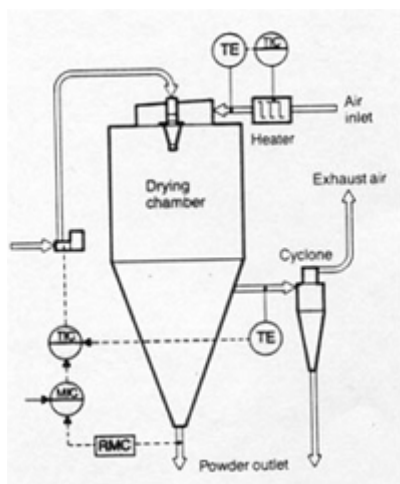 TE
TIC
Air
inlet
Heater
Exhaust air
Drying
chamber
Cyclone
TIC
TE
MIC
RMC
Powder outlet